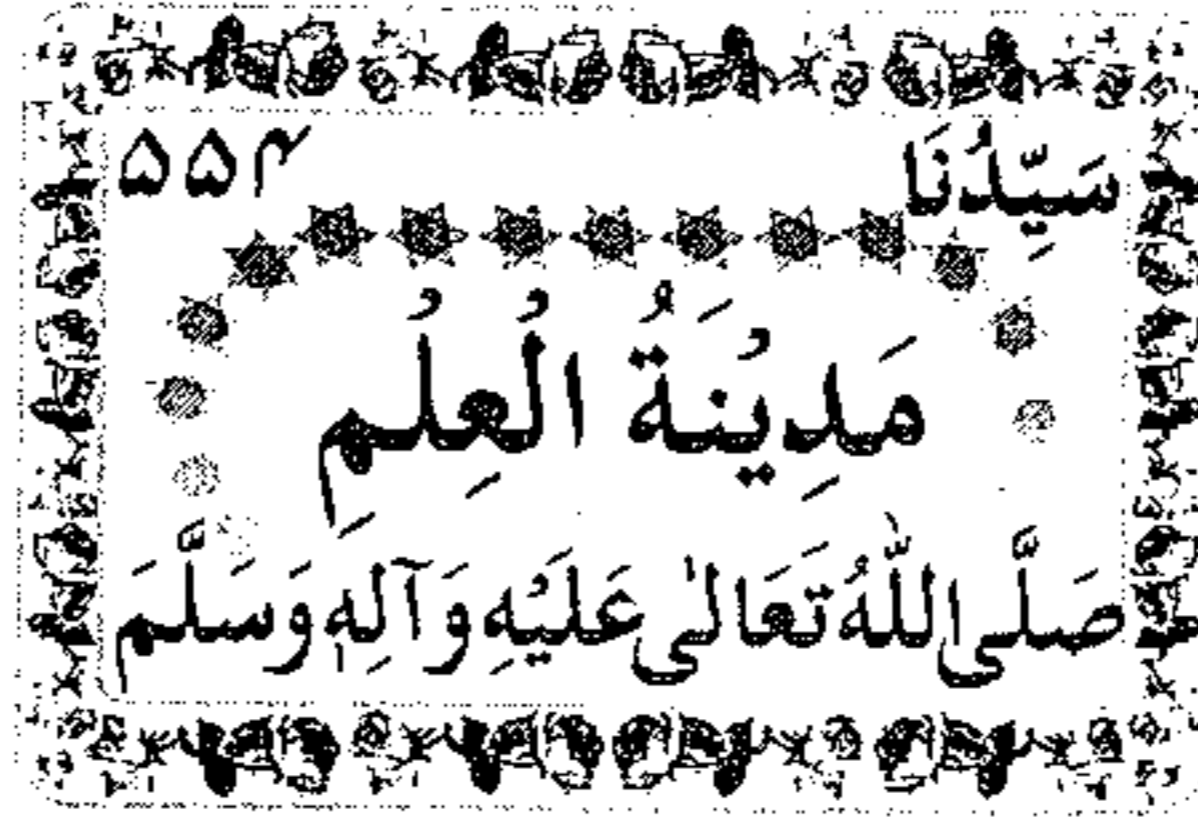 سَيِّدُنَا ۵۵۴
مَدِيْنَةُ الْعِلْمِ
صَلَّى اللّٰهُ تَعَالٰى عَلَيْهِ وَآلِهٖ وَسَلَّمَ